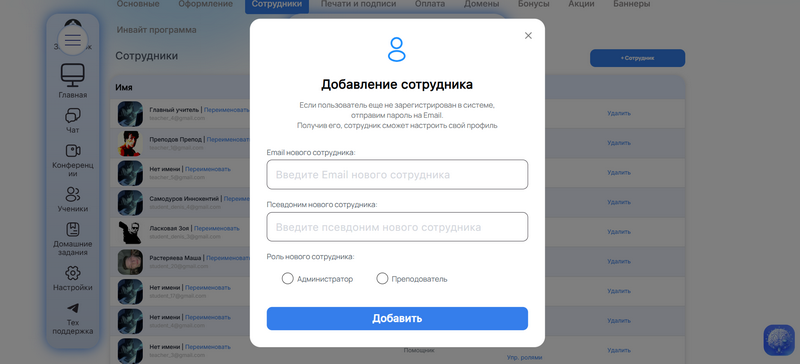 Основные
Оформление
Сотрудники
Печати и подписи
Оплата
Домены
Бонусы
Акции
Баннеры
Инвайт программа
Сотрудники
+ Сотрудник
Имя
Главная
Чат
Конференц
ии
Ученики
Домашние
задания
Настройки
Тех
поддержка
Главный учитель | Переименовать
Преподов Препод | Переименовать
Нет имени | Переименовать
Самодуров Иннокентий | Переименовать
Ласковая Зоя | Переименовать
Растеряева Маша | Переименовать
Нет имени | Переименовать
Нет имени | Переименовать
Нет имени | Переименовать
Удалить
Удалить
Удалить
Удалить
Удалить
Удалить
Удалить
Удалить
Удалить
Помощник
Упр. ролями
Добавление сотрудника
Если пользователь еще не зарегистрирован в системе,
отправим пароль на Email.
Получив его, сотрудник сможет настроить свой профиль
Email нового сотрудника:
Введите Email нового сотрудника
Псевдоним нового сотрудника:
Введите псевдоним нового сотрудника
Роль нового сотрудника:
Администратор
Преподователь
Добавить